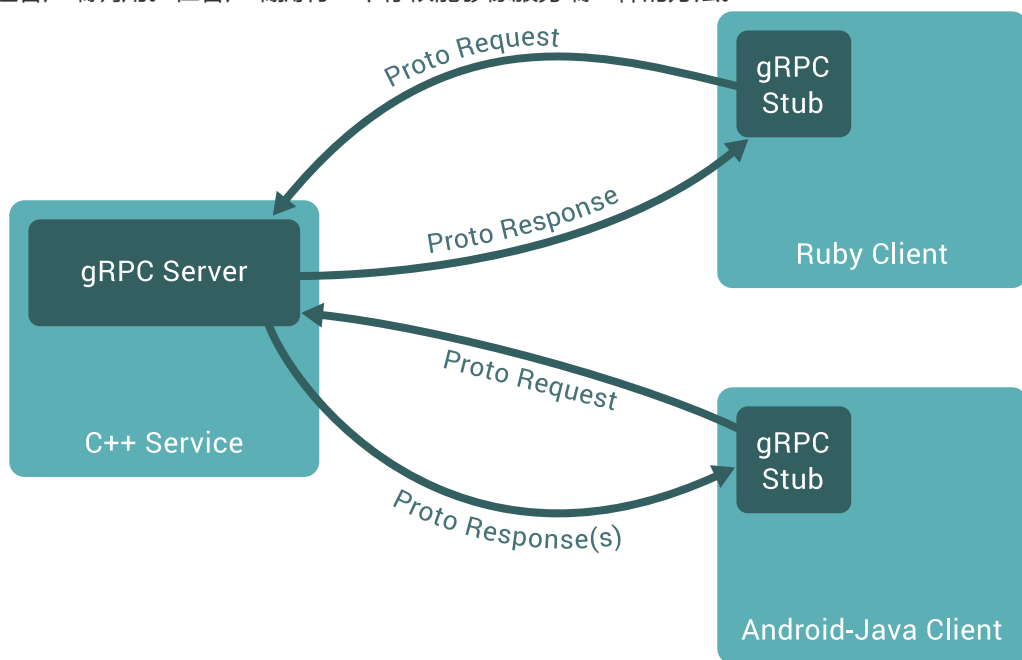 Proto Request
gRPC
Stub
Proto Response
gRPC Server
Ruby Client
Proto Request
gRPC
Stub
C++ Service
Proto Response(s)
Android-Java Client